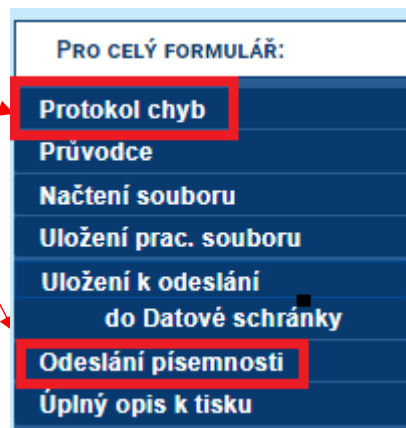 PRO CELÝ FORMULÁŘ:
Protokol chyb
Průvodce
Načtení souboru
Uložení prac. souboru
Uložení k odeslání
do Datové schránky
Odeslání písemnosti
Úplný opis k tisku